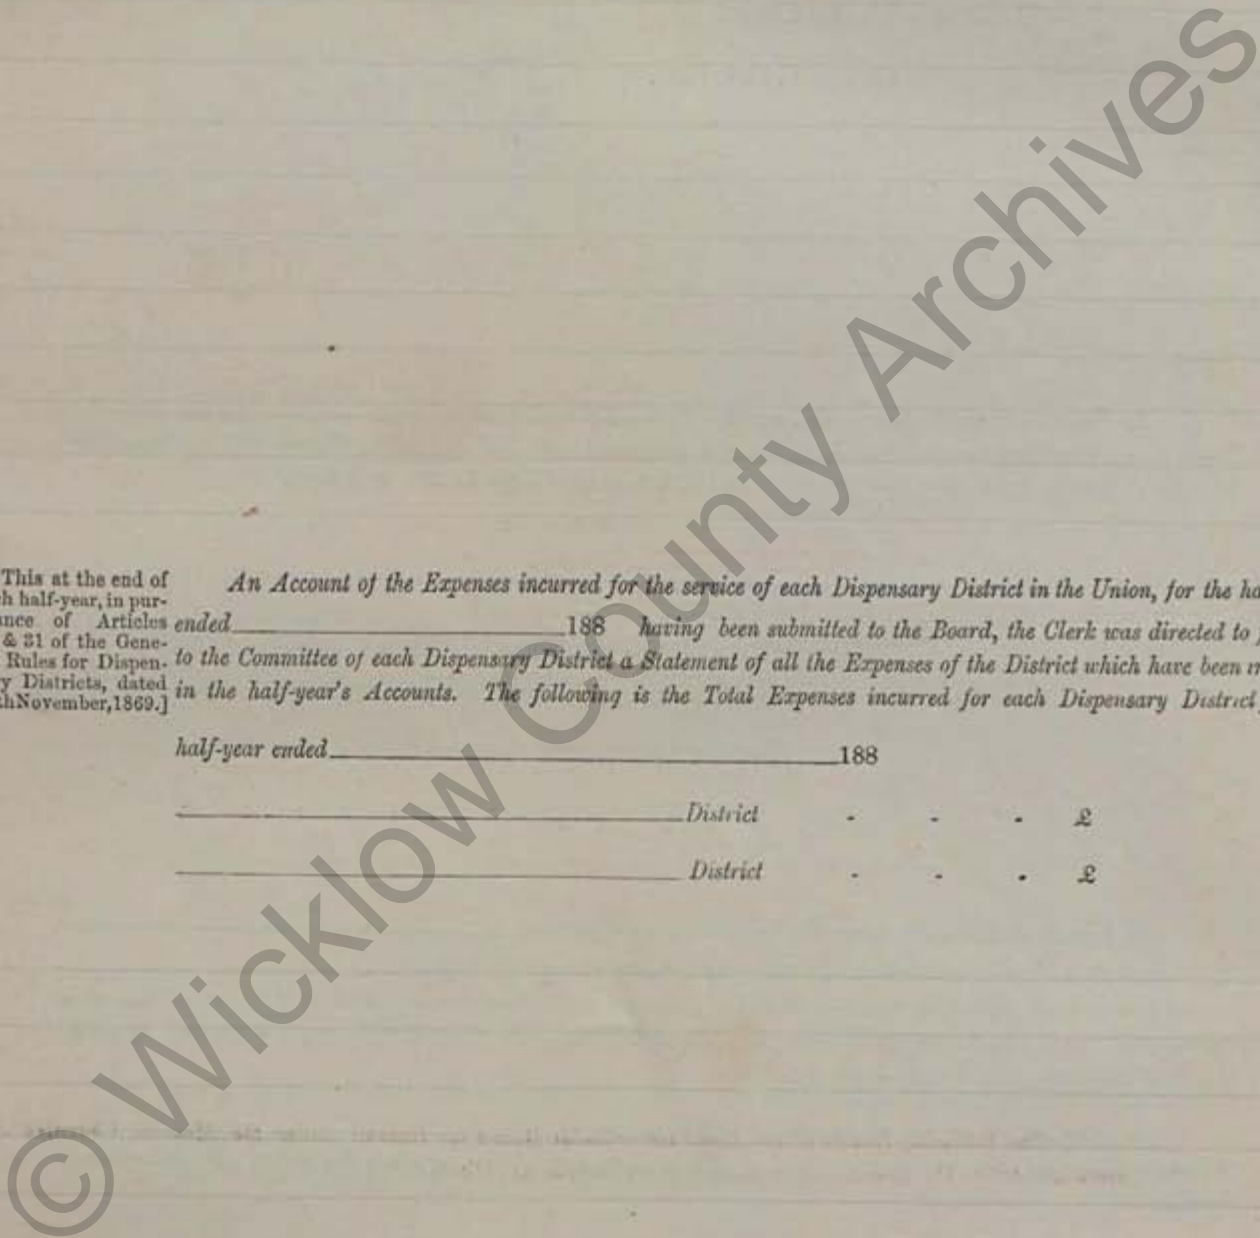 This at the end of
h half-year, in pur-
nce of Articles
& 31 of the Gene-
Rules for Dispen-
y Districts, dated
hNovember,1869.]
An Account of the Expenses incurred for the service of each Dispensary District in the Union, for the ha
ended 188 having been submitted to the Board, the Clerk was directed to
to the Committee of each Dispensary District a Statement of all the Expenses of the District which have been
in the half-year's Accounts. The following is the Total Expenses incurred for each Dispensary District
half-year ended 188
District - - - £
District - - - £
© Wicklow County Archives